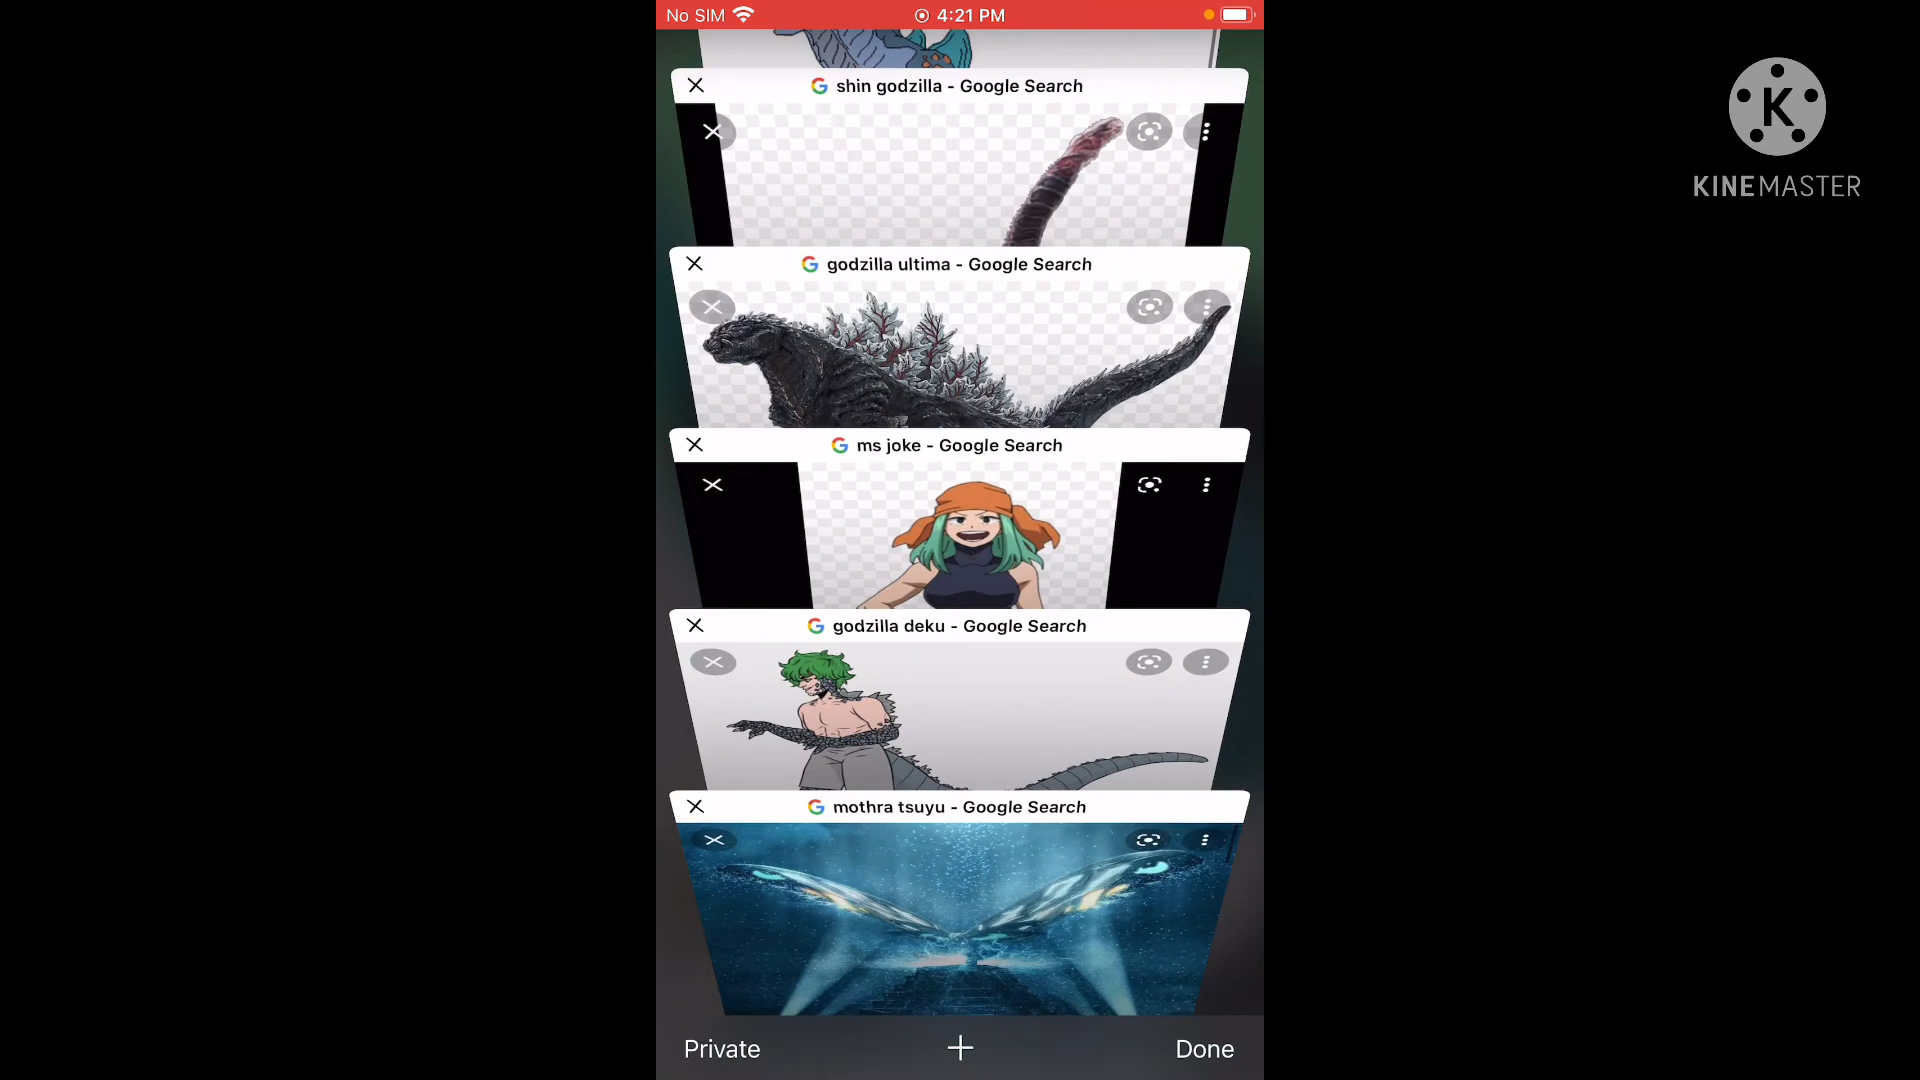 No SIM 4:21 PM
shin godzilla - Google Search
godzilla ultima - Google Search
ms joke - Google Search
godzilla deku - Google Search
mothra tsuyu - Google Search
Private Done
K
KINEMASTER